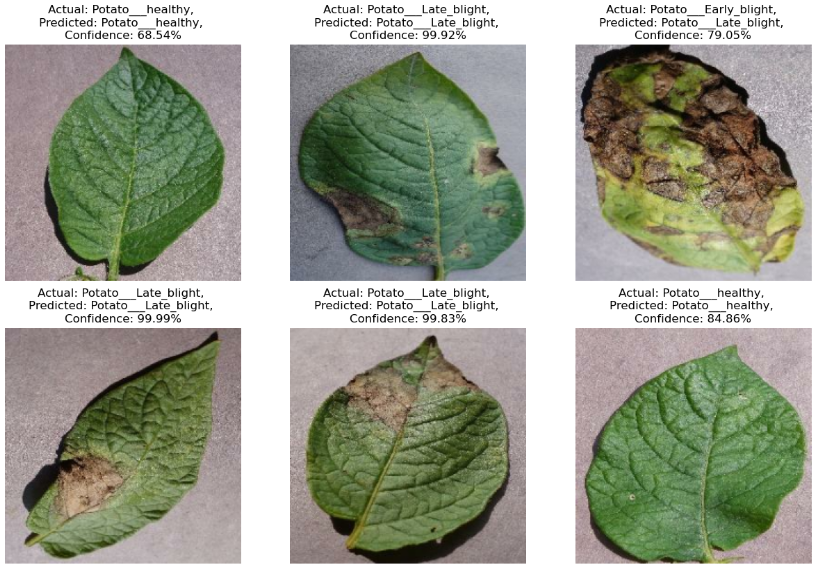 Actual: Potato___healthy,
Predicted: Potato___healthy,
Confidence: 68.54%
Actual: Potato___Late_blight,
Predicted: Potato___Late_blight,
Confidence: 99.92%
Actual: Potato___Early_blight,
Predicted: Potato___Late_blight,
Confidence: 79.05%
Actual: Potato___Late_blight,
Predicted: Potato___Late_blight,
Confidence: 99.99%
Actual: Potato___Late_blight,
Predicted: Potato___Late_blight,
Confidence: 99.83%
Actual: Potato___healthy,
Predicted: Potato___healthy,
Confidence: 84.86%